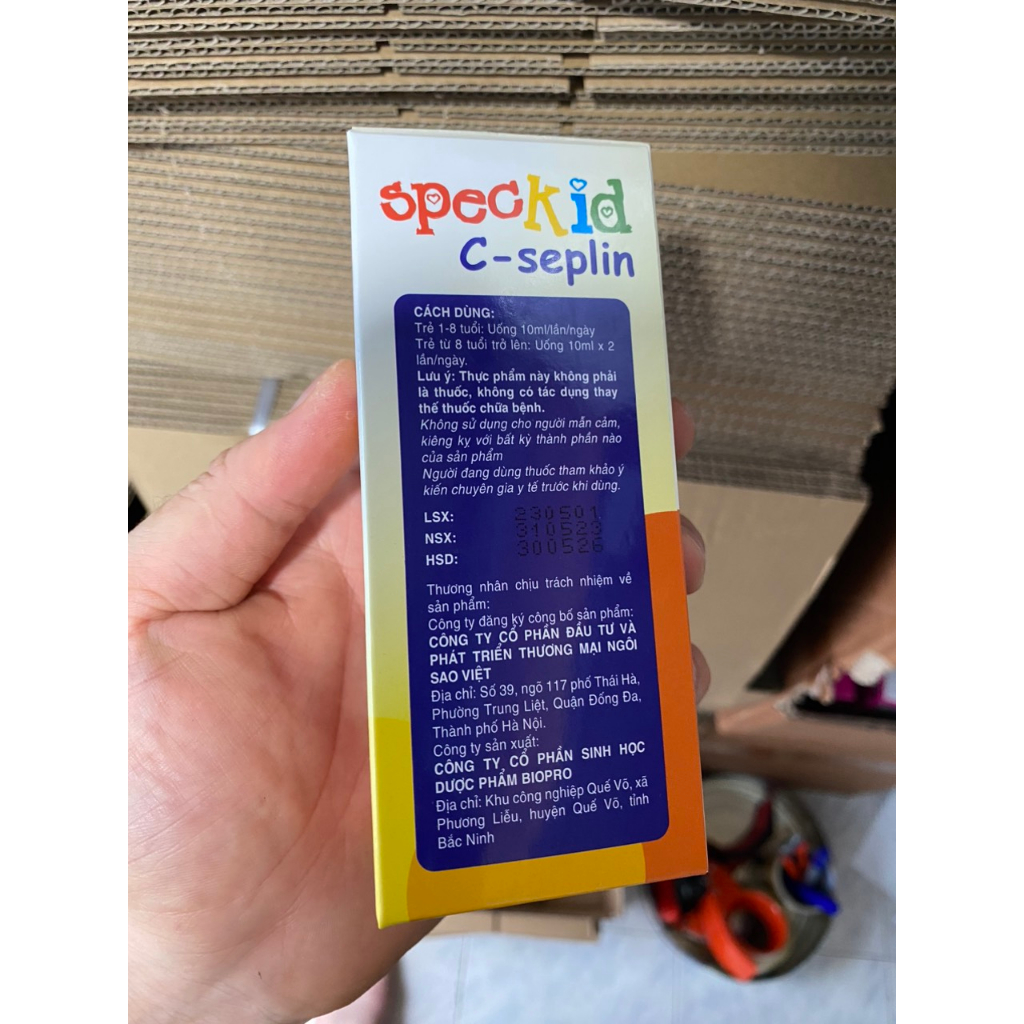 speckid
C-seplin
CÁCH DÙNG:
Trẻ 1-8 tuổi: Uống 10ml/lần/ngày
Trẻ từ 8 tuổi trở lên: Uống 10ml x 2
lần/ngày.
Lưu ý: Thực phẩm này không phải
là thuốc, không có tác dụng thay
thế thuốc chữa bệnh.
Không sử dụng cho người mẫn cảm,
kiêng kỵ với bất kỳ thành phần nào
của sản phẩm
Người đang dùng thuốc tham khảo ý
kiến chuyên gia y tế trước khi dùng.
LSX: 230501
NSX: 310523
HSD: 300526
Thương nhân chịu trách nhiệm về
sản phẩm:
Công ty đăng ký công bố sản phẩm:
CÔNG TY CỔ PHẦN ĐẦU TƯ VÀ
PHÁT TRIỂN THƯƠNG MẠI NGÔI
SAO VIỆT
Địa chỉ: Số 39, ngõ 117 phố Thái Hà,
Phường Trung Liệt, Quận Đống Đa,
Thành phố Hà Nội.
Công ty sản xuất:
CÔNG TY CỔ PHẦN SINH HỌC
DƯỢC PHẨM BIOPRO
Địa chỉ: Khu công nghiệp Quế Võ, xã
Phương Liễu, huyện Quế Võ, tỉnh
Bắc Ninh